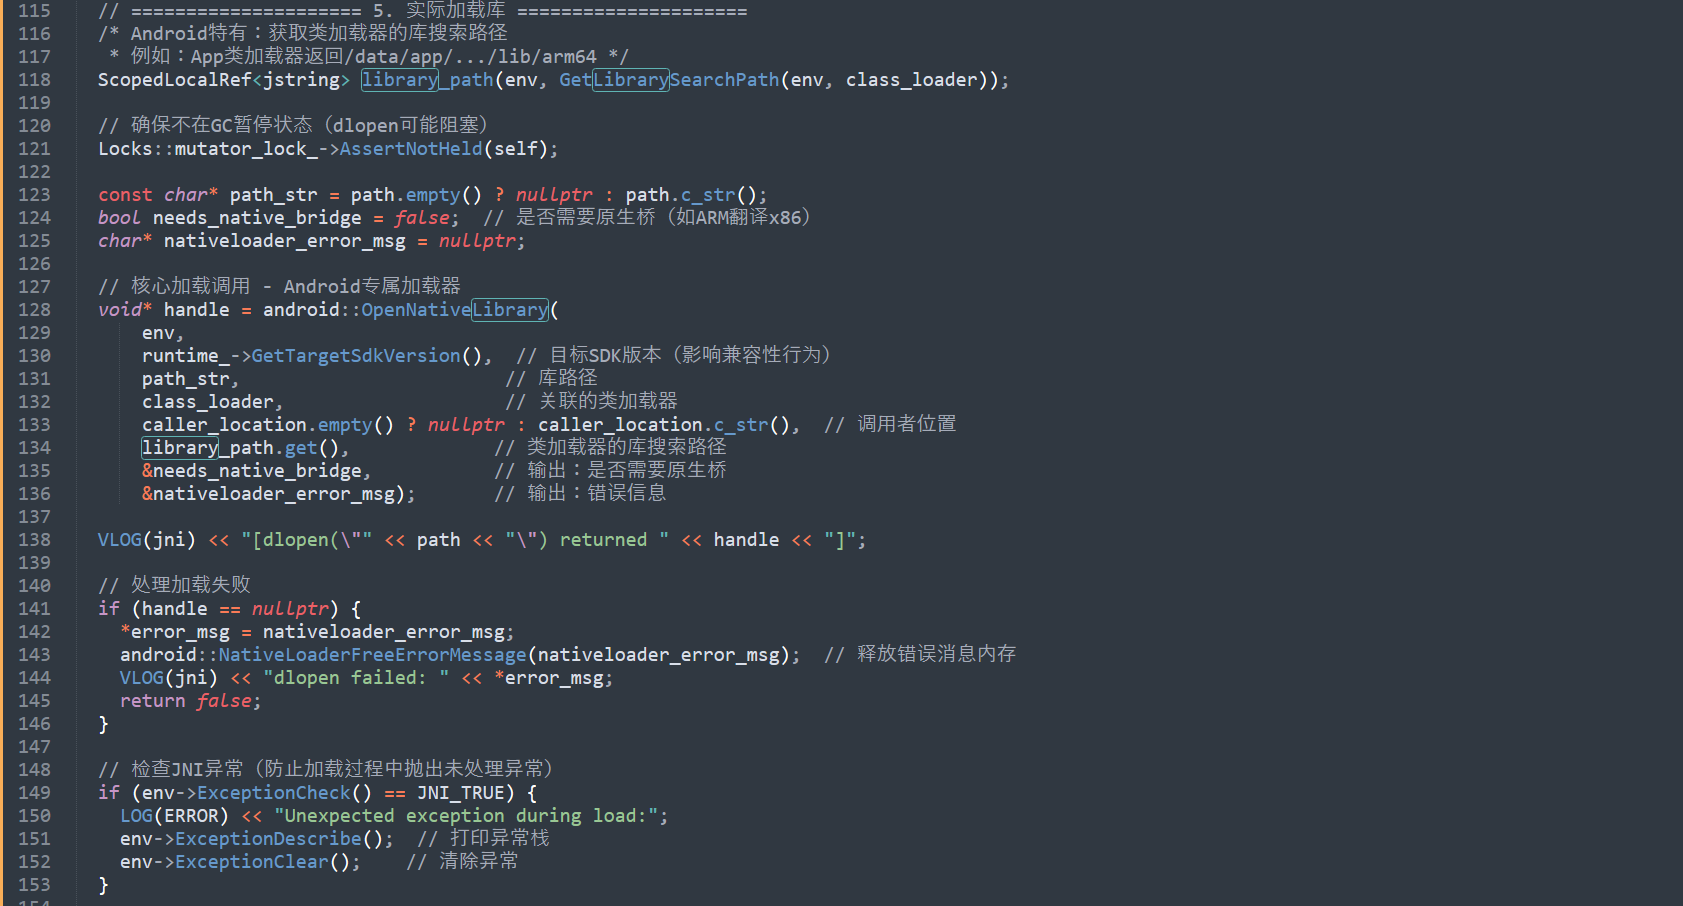 115 // ===================== 5. 实际加载库 =====================
116 /* Android特有：获取类加载器的库搜索路径
117  * 例如：App类加载器返回/data/app/.../lib/arm64 */
118 ScopedLocalRef<jstring> library_path(env, GetLibrarySearchPath(env, class_loader));
119
120 // 确保不在GC暂停状态（dlopen可能阻塞）
121 Locks::mutator_lock_->AssertNotHeld(self);
122
123 const char* path_str = path.empty() ? nullptr : path.c_str();
124 bool needs_native_bridge = false;  // 是否需要原生桥（如ARM翻译x86）
125 char* nativeloader_error_msg = nullptr;
126
127 // 核心加载调用 - Android专属加载器
128 void* handle = android::OpenNativeLibrary(
129     env,
130     runtime_->GetTargetSdkVersion(),  // 目标SDK版本（影响兼容性行为）
131     path_str,                        // 库路径
132     class_loader,                    // 关联的类加载器
133     caller_location.empty() ? nullptr : caller_location.c_str(),  // 调用者位置
134     library_path.get(),             // 类加载器的库搜索路径
135     &needs_native_bridge,           // 输出：是否需要原生桥
136     &nativeloader_error_msg);       // 输出：错误信息
137
138 VLOG(jni) << "[dlopen(\"" << path << "\") returned " << handle << "]";
139
140 // 处理加载失败
141 if (handle == nullptr) {
142   *error_msg = nativeloader_error_msg;
143   android::NativeLoaderFreeErrorMessage(nativeloader_error_msg);  // 释放错误消息内存
144   VLOG(jni) << "dlopen failed: " << *error_msg;
145   return false;
146 }
147
148 // 检查JNI异常（防止加载过程中抛出未处理异常）
149 if (env->ExceptionCheck() == JNI_TRUE) {
150   LOG(ERROR) << "Unexpected exception during load:";
151   env->ExceptionDescribe();  // 打印异常栈
152   env->ExceptionClear();    // 清除异常
153 }